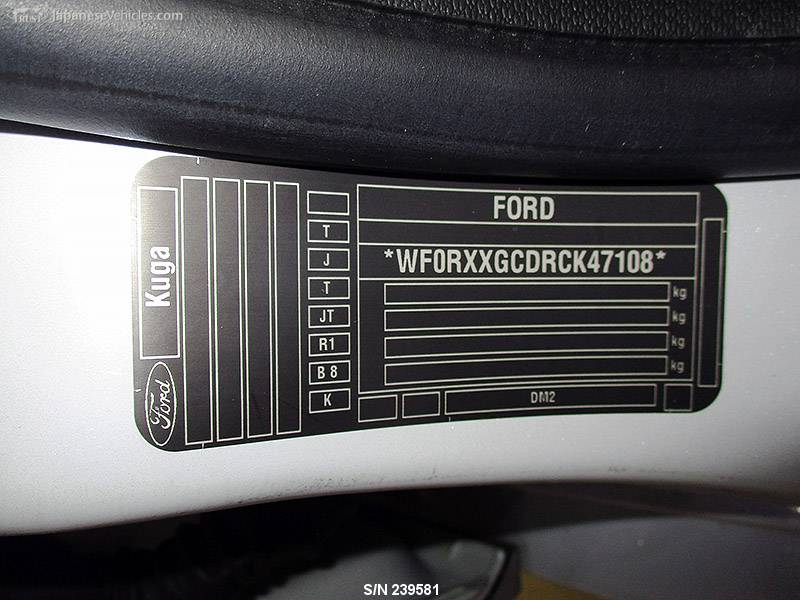 JapaneseVehicles.com
Kuga
Ford
T
J
T
JT
R1
B 8
K
FORD
*WF0RXXGCDRCK47108*
kg
kg
kg
kg
DM2
S/N 239581